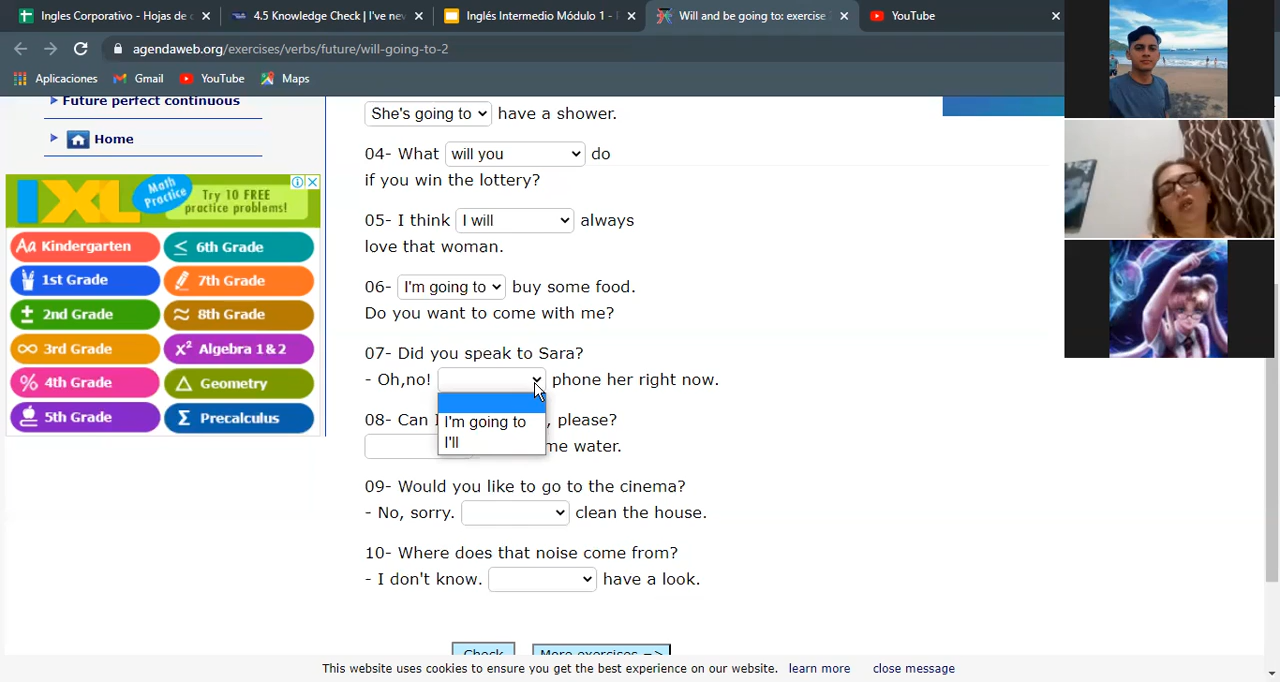 Ingles Corporativo - Hojas de c
4.5 Knowledge Check | I've nev
Inglés Intermedio Módulo 1 - P
Will and be going to: exercise 2
YouTube
agendaweb.org/exercises/verbs/future/will-going-to-2
Aplicaciones
Gmail
YouTube
Maps
Future perfect continuous
Home
IXL
Math Practice
Try 10 FREE
practice problems!
Aa Kindergarten
≤ 6th Grade
1st Grade
7th Grade
2nd Grade
≈ 8th Grade
∞ 3rd Grade
x² Algebra 1 & 2
4th Grade
Geometry
5th Grade
Σ Precalculus
She's going to have a shower.
04- What will you do
if you win the lottery?
05- I think I will always
love that woman.
06- I'm going to buy some food.
Do you want to come with me?
07- Did you speak to Sara?
- Oh,no! phone her right now.
I'm going to
I'll
08- Can I , please?
me water.
09- Would you like to go to the cinema?
- No, sorry. clean the house.
10- Where does that noise come from?
- I don't know. have a look.
Check
More exercises =>
This website uses cookies to ensure you get the best experience on our website. learn more close message